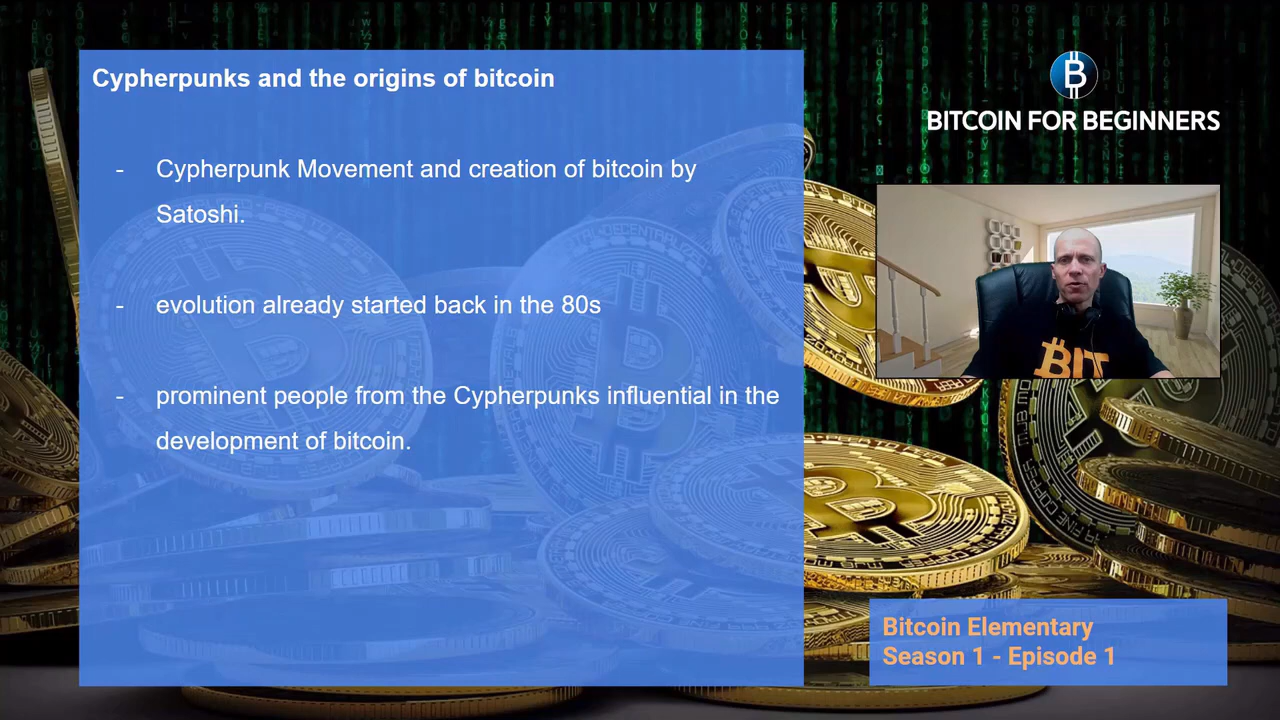 Cypherpunks and the origins of bitcoin
- Cypherpunk Movement and creation of bitcoin by
Satoshi.
- evolution already started back in the 80s
- prominent people from the Cypherpunks influential in the
development of bitcoin.
BITCOIN FOR BEGINNERS
BIT
Bitcoin Elementary
Season 1 - Episode 1